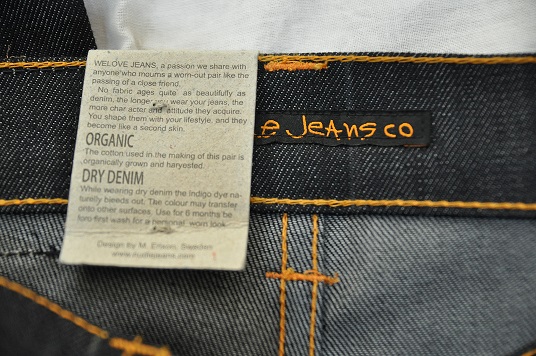 WELOVE JEANS, a passion we share with
anyone who mourns a worn-out pair like the
passing of a close friend.
No fabric ages quite as beautifully as
denim, the longer you wear your jeans, the
more character and attitude they acquire.
You shape them with your lifestyle, and they
become like a second skin.
ORGANIC
The cotton used in the making of this pair is
organically grown and harvested.
DRY DENIM
While wearing dry denim the indigo dye na-
turally bleeds out. The colour may transfer
onto other surfaces. Use for 6 months be-
fore first wash for a personal, worn look.
Design by M. Erixon, Sweden
www.nudiejeans.com
e JEANS CO